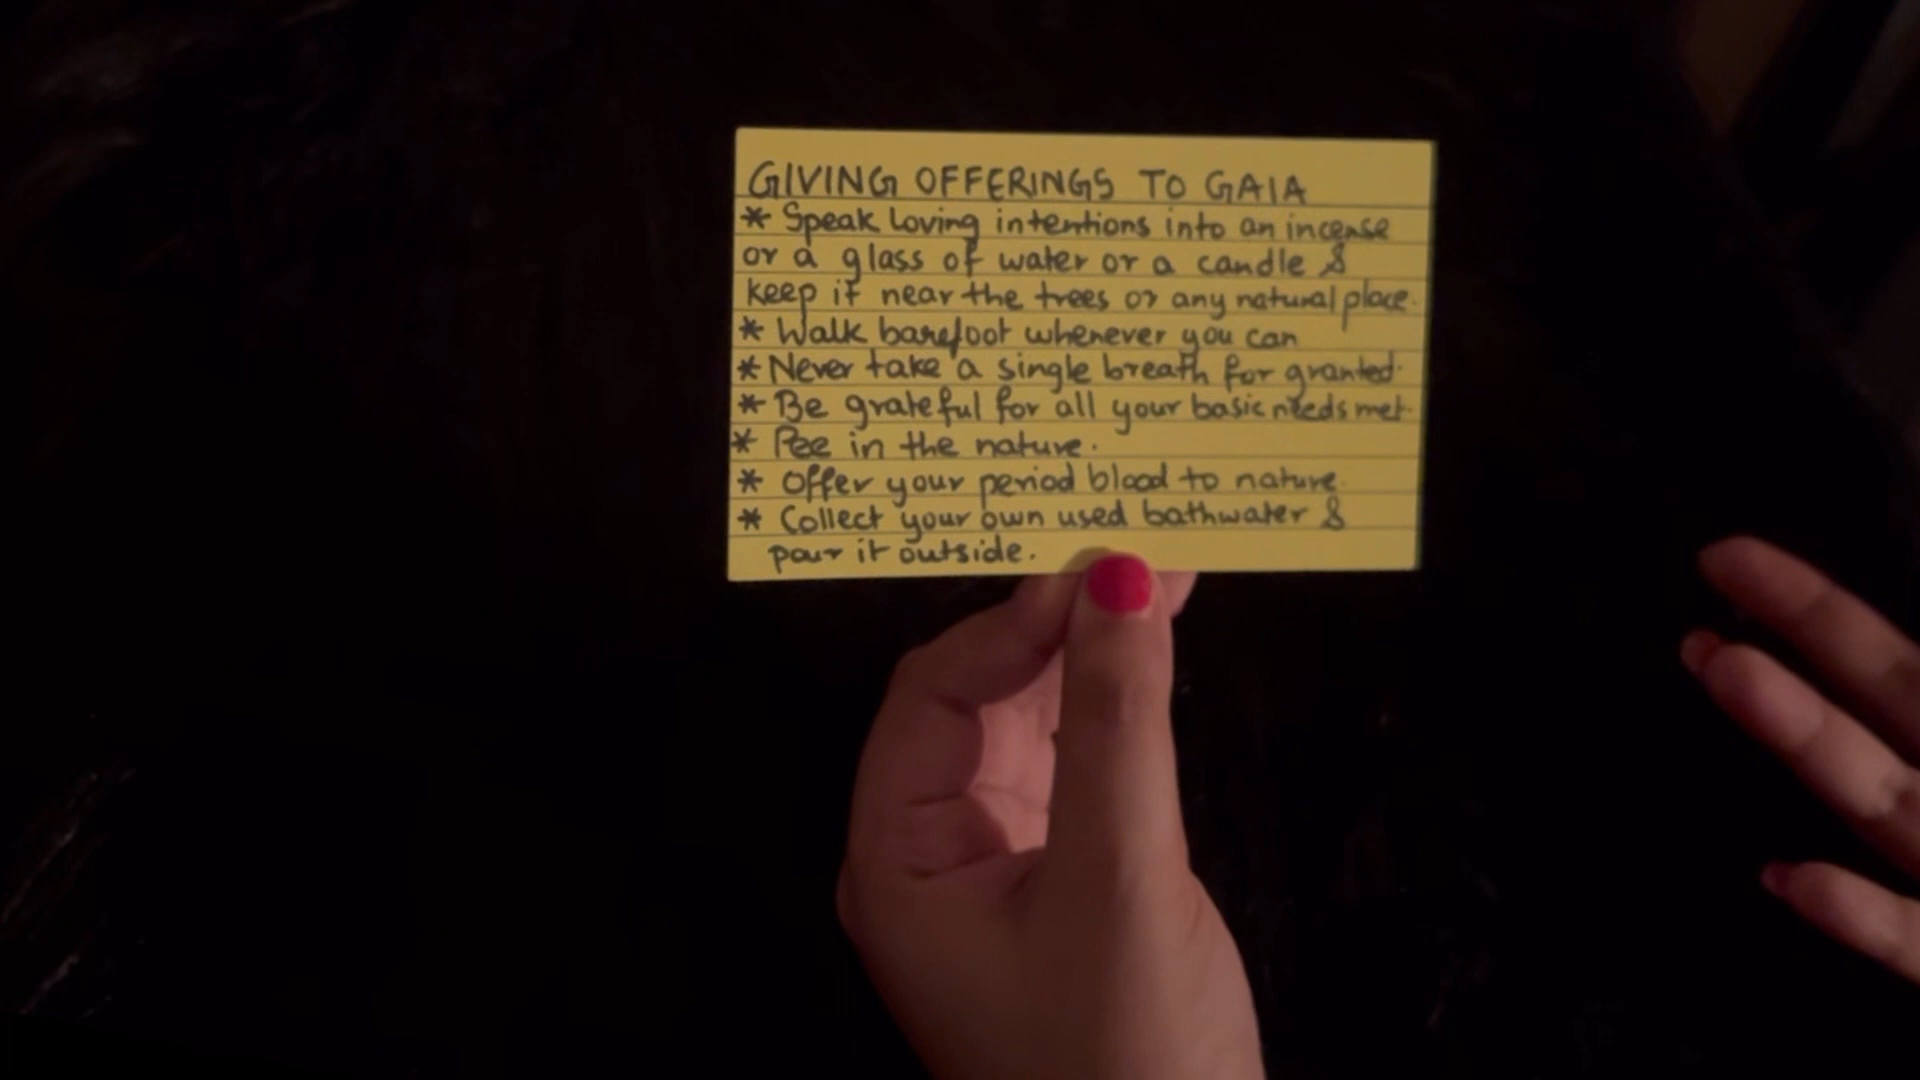 GIVING OFFERINGS TO GAIA
* Speak loving intentions into an incense
or a glass of water or a candle &
keep it near the trees or any natural place.
* Walk barefoot whenever you can
* Never take a single breath for granted.
* Be grateful for all your basic needs met.
* Pee in the nature.
* Offer your period blood to nature.
* Collect your own used bathwater &
pour it outside.